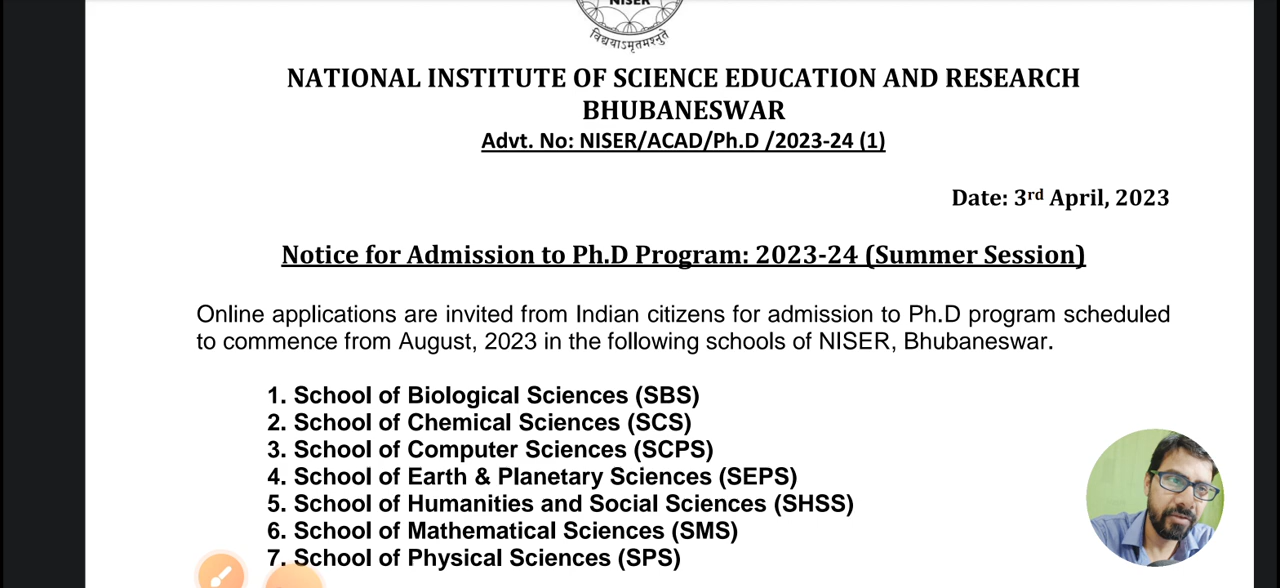 NISER
विद्ययाऽमृतमश्नुते
NATIONAL INSTITUTE OF SCIENCE EDUCATION AND RESEARCH
BHUBANESWAR
Advt. No: NISER/ACAD/Ph.D /2023-24 (1)
Date: 3rd April, 2023
Notice for Admission to Ph.D Program: 2023-24 (Summer Session)
Online applications are invited from Indian citizens for admission to Ph.D program scheduled
to commence from August, 2023 in the following schools of NISER, Bhubaneswar.
1. School of Biological Sciences (SBS)
2. School of Chemical Sciences (SCS)
3. School of Computer Sciences (SCPS)
4. School of Earth & Planetary Sciences (SEPS)
5. School of Humanities and Social Sciences (SHSS)
6. School of Mathematical Sciences (SMS)
7. School of Physical Sciences (SPS)